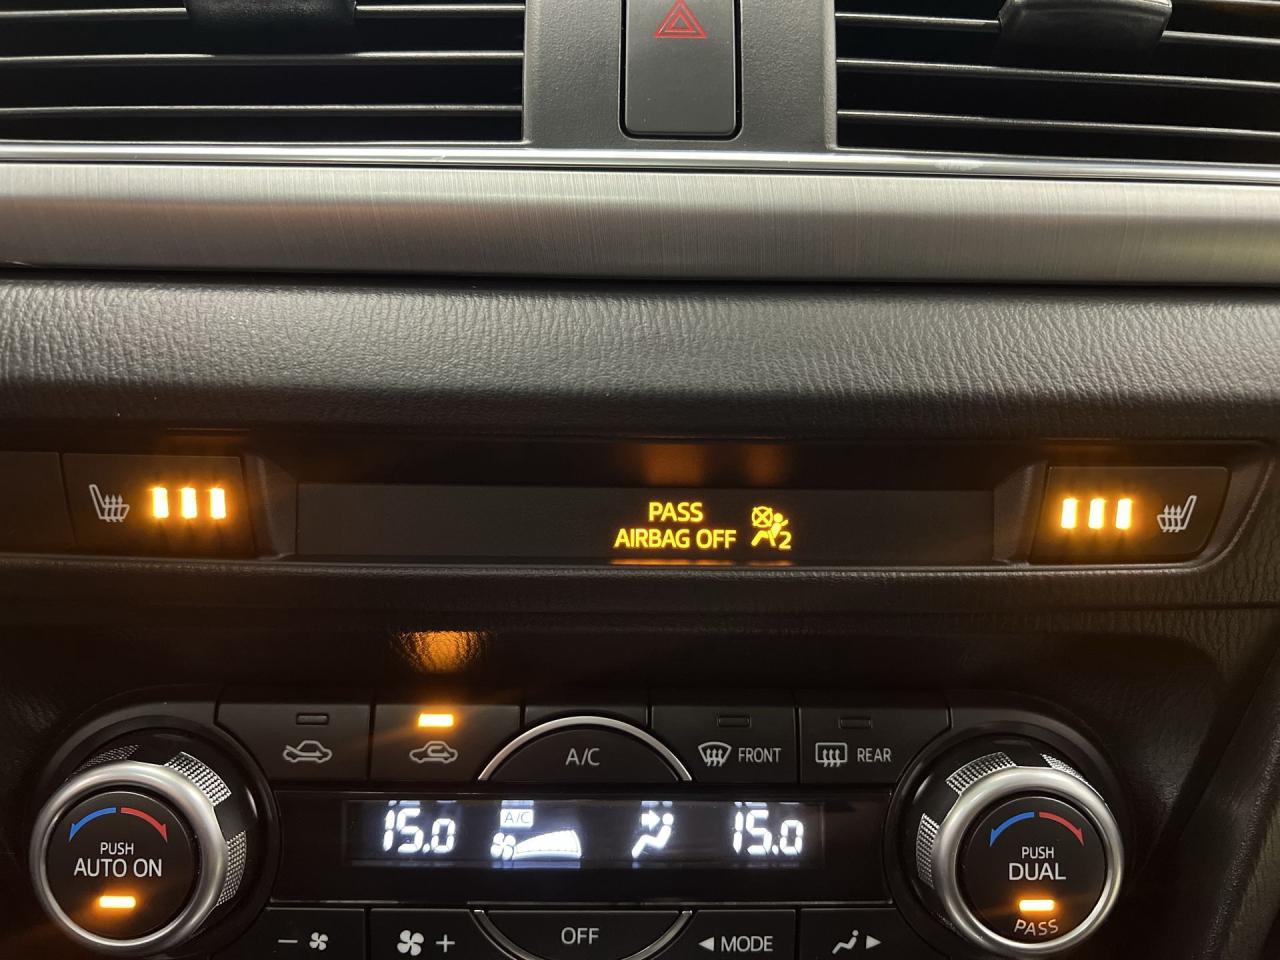 PASS
AIRBAG OFF 2
A/C
FRONT
REAR
15.0
A/C
15.0
PUSH
AUTO ON
PUSH
DUAL
PASS
- +
OFF
MODE